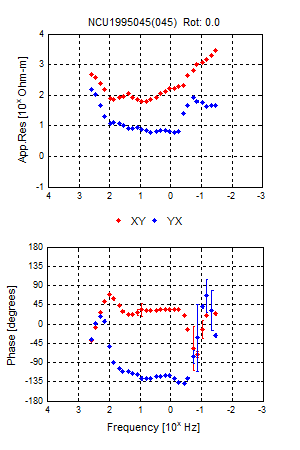 NCU1995045(045) Rot: 0.0
App.Res [10^x Ohm-m]
4
3
2
1
0
-1
4 3 2 1 0 -1 -2 -3
XY YX
Phase [degrees]
180
135
90
45
0
-45
-90
-135
-180
4 3 2 1 0 -1 -2 -3
Frequency [10^x Hz]